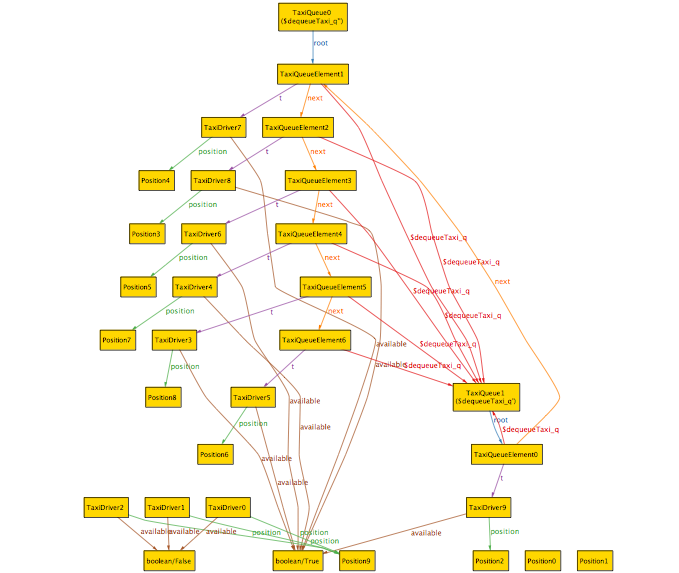 TaxiQueue0
($dequeueTaxi_q'')
root
TaxiQueueElement1
t
next
TaxiDriver7
TaxiQueueElement2
position
t
next
Position4
TaxiDriver8
TaxiQueueElement3
position
t
next
Position3
TaxiDriver6
TaxiQueueElement4
$dequeueTaxi_q
position
t
next
$dequeueTaxi_q
next
Position5
TaxiDriver4
TaxiQueueElement5
$dequeueTaxi_q
position
t
next
$dequeueTaxi_q
Position7
TaxiDriver3
TaxiQueueElement6
$dequeueTaxi_q
available
position
t
available
$dequeueTaxi_q
Position8
TaxiDriver5
TaxiQueue1
($dequeueTaxi_q')
root
position
available
available
$dequeueTaxi_q
Position6
TaxiQueueElement0
available
available
t
TaxiDriver2
TaxiDriver1
TaxiDriver0
TaxiDriver9
available
available
available
position
position
position
available
position
boolean/False
boolean/True
Position9
Position2
Position0
Position1